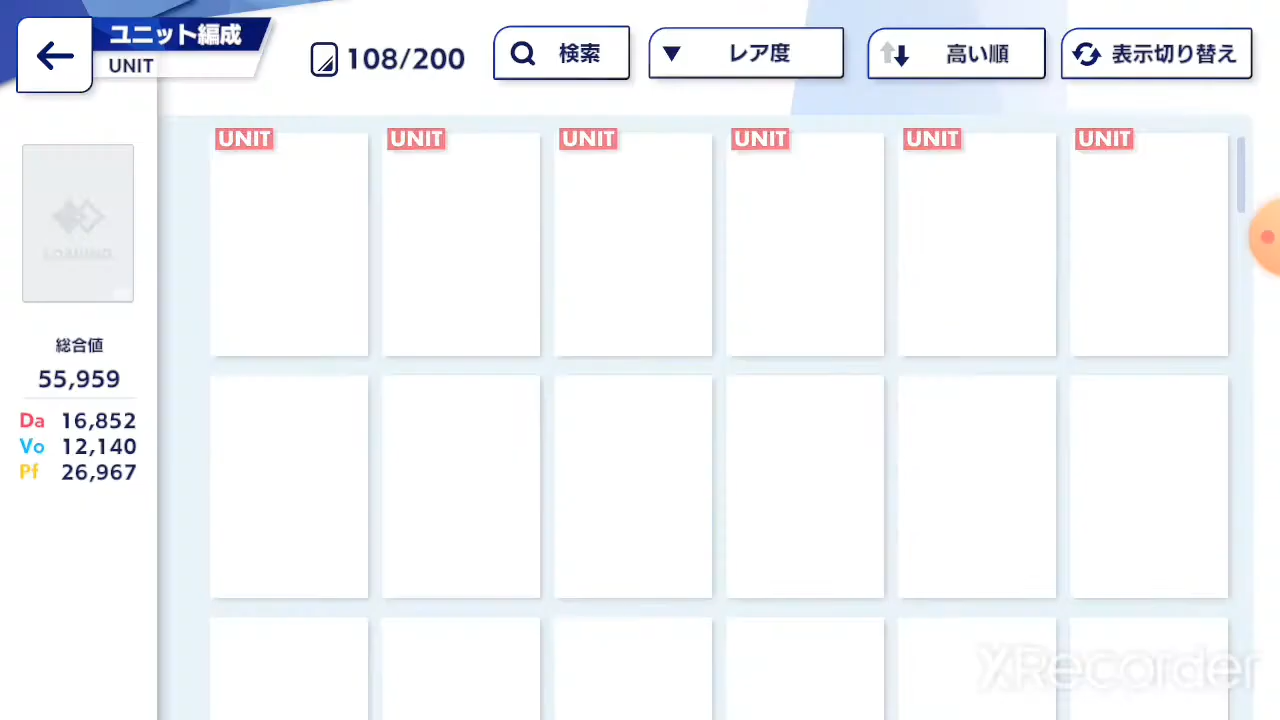 ユニット編成
UNIT
108/200
検索
レア度
高い順
表示切り替え
UNIT
UNIT
UNIT
UNIT
UNIT
UNIT
LOADING
総合値
55,959
Da 16,852
Vo 12,140
Pf 26,967
XRecorder